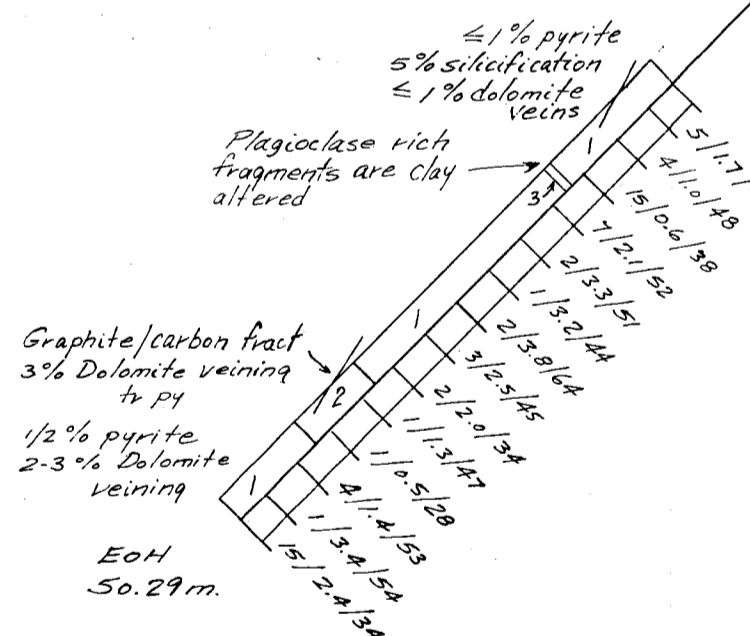 ≤ 1% pyrite
5% silicification
≤ 1% dolomite
veins
Plagioclase rich
fragments are clay
altered
1
3
1
Graphite/carbon fract
3% Dolomite veining
tr py
2
1/2% pyrite
2-3% Dolomite
veining
1
EOH
50.29m.
5/1.7/
4/1.0/48
15/0.6/38
7/2.1/52
2/3.3/51
1/3.2/44
2/3.8/64
3/2.5/45
2/2.0/34
1/1.3/47
1/0.5/28
4/1.4/53
1/3.4/54
15/2.4/34